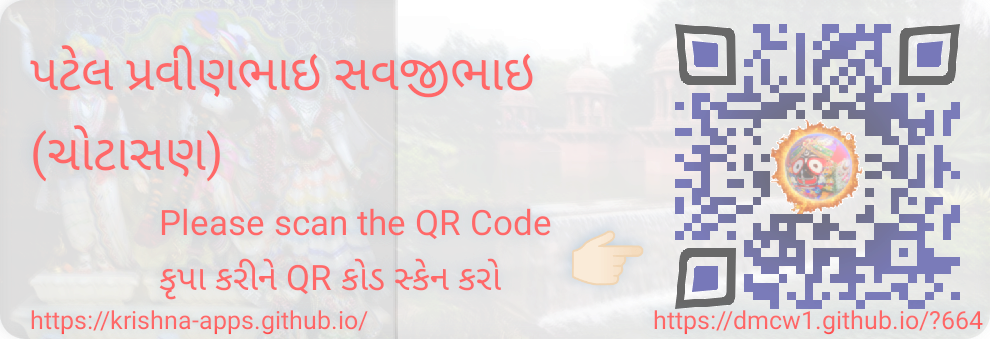 પટેલ પ્રવીણભાઇ સવજીભાઇ
(ચોટાસણ)
Please scan the QR Code
કૃપા કરીને QR કોડ સ્કેન કરો
https://krishna-apps.github.io/
https://dmcw1.github.io/?664